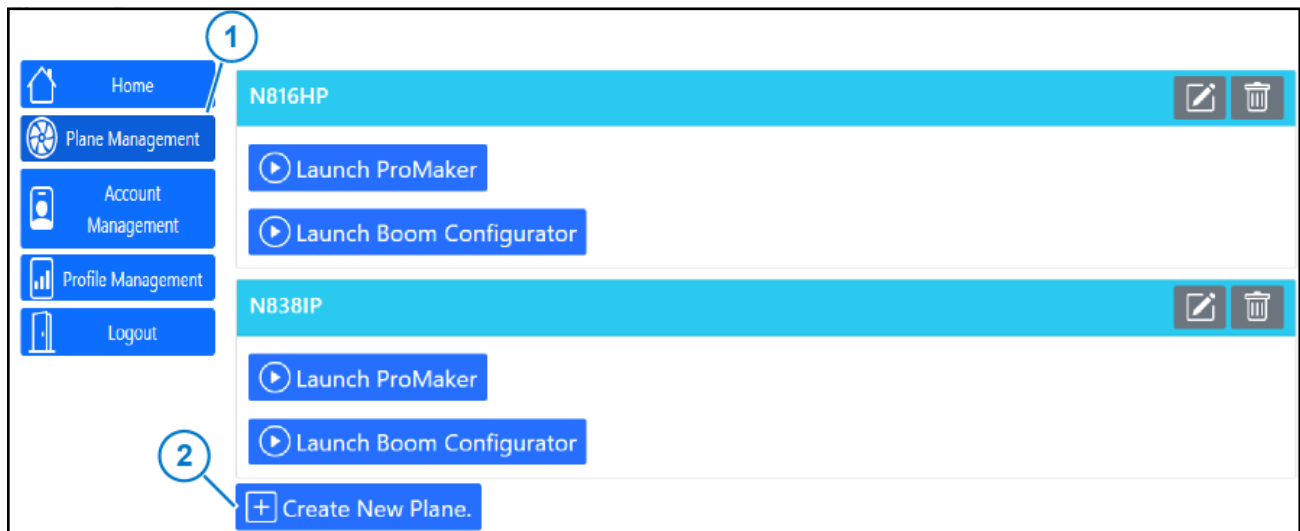 1
Home
Plane Management
Account
Management
Profile Management
Logout
N816HP
Launch ProMaker
Launch Boom Configurator
N838IP
Launch ProMaker
Launch Boom Configurator
2
Create New Plane.